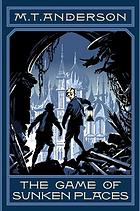 M.T. ANDERSON
THE GAME OF
SUNKEN PLACES